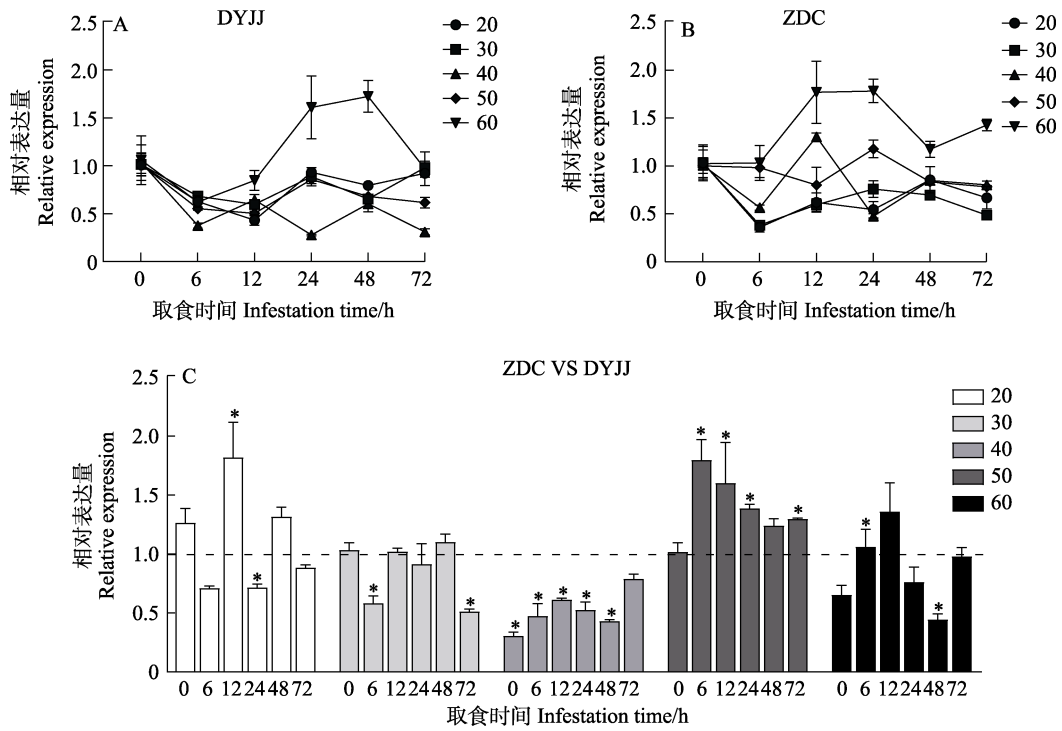 DYJJ
A
2.5
2.0
1.5
1.0
0.5
0
相对表达量
Relative expression
0 6 12 24 48 72
取食时间 Infestation time/h
20
30
40
50
60
ZDC
B
2.5
2.0
1.5
1.0
0.5
0
相对表达量
Relative expression
0 6 12 24 48 72
取食时间 Infestation time/h
20
30
40
50
60
ZDC VS DYJJ
C
2.5
2.0
1.5
1.0
0.5
0
相对表达量
Relative expression
* * * * * * * * * * * * * * * *
0 6 12 24 48 72 0 6 12 24 48 72 0 6 12 24 48 72 0 6 12 24 48 72 0 6 12 24 48 72
取食时间 Infestation time/h
20
30
40
50
60